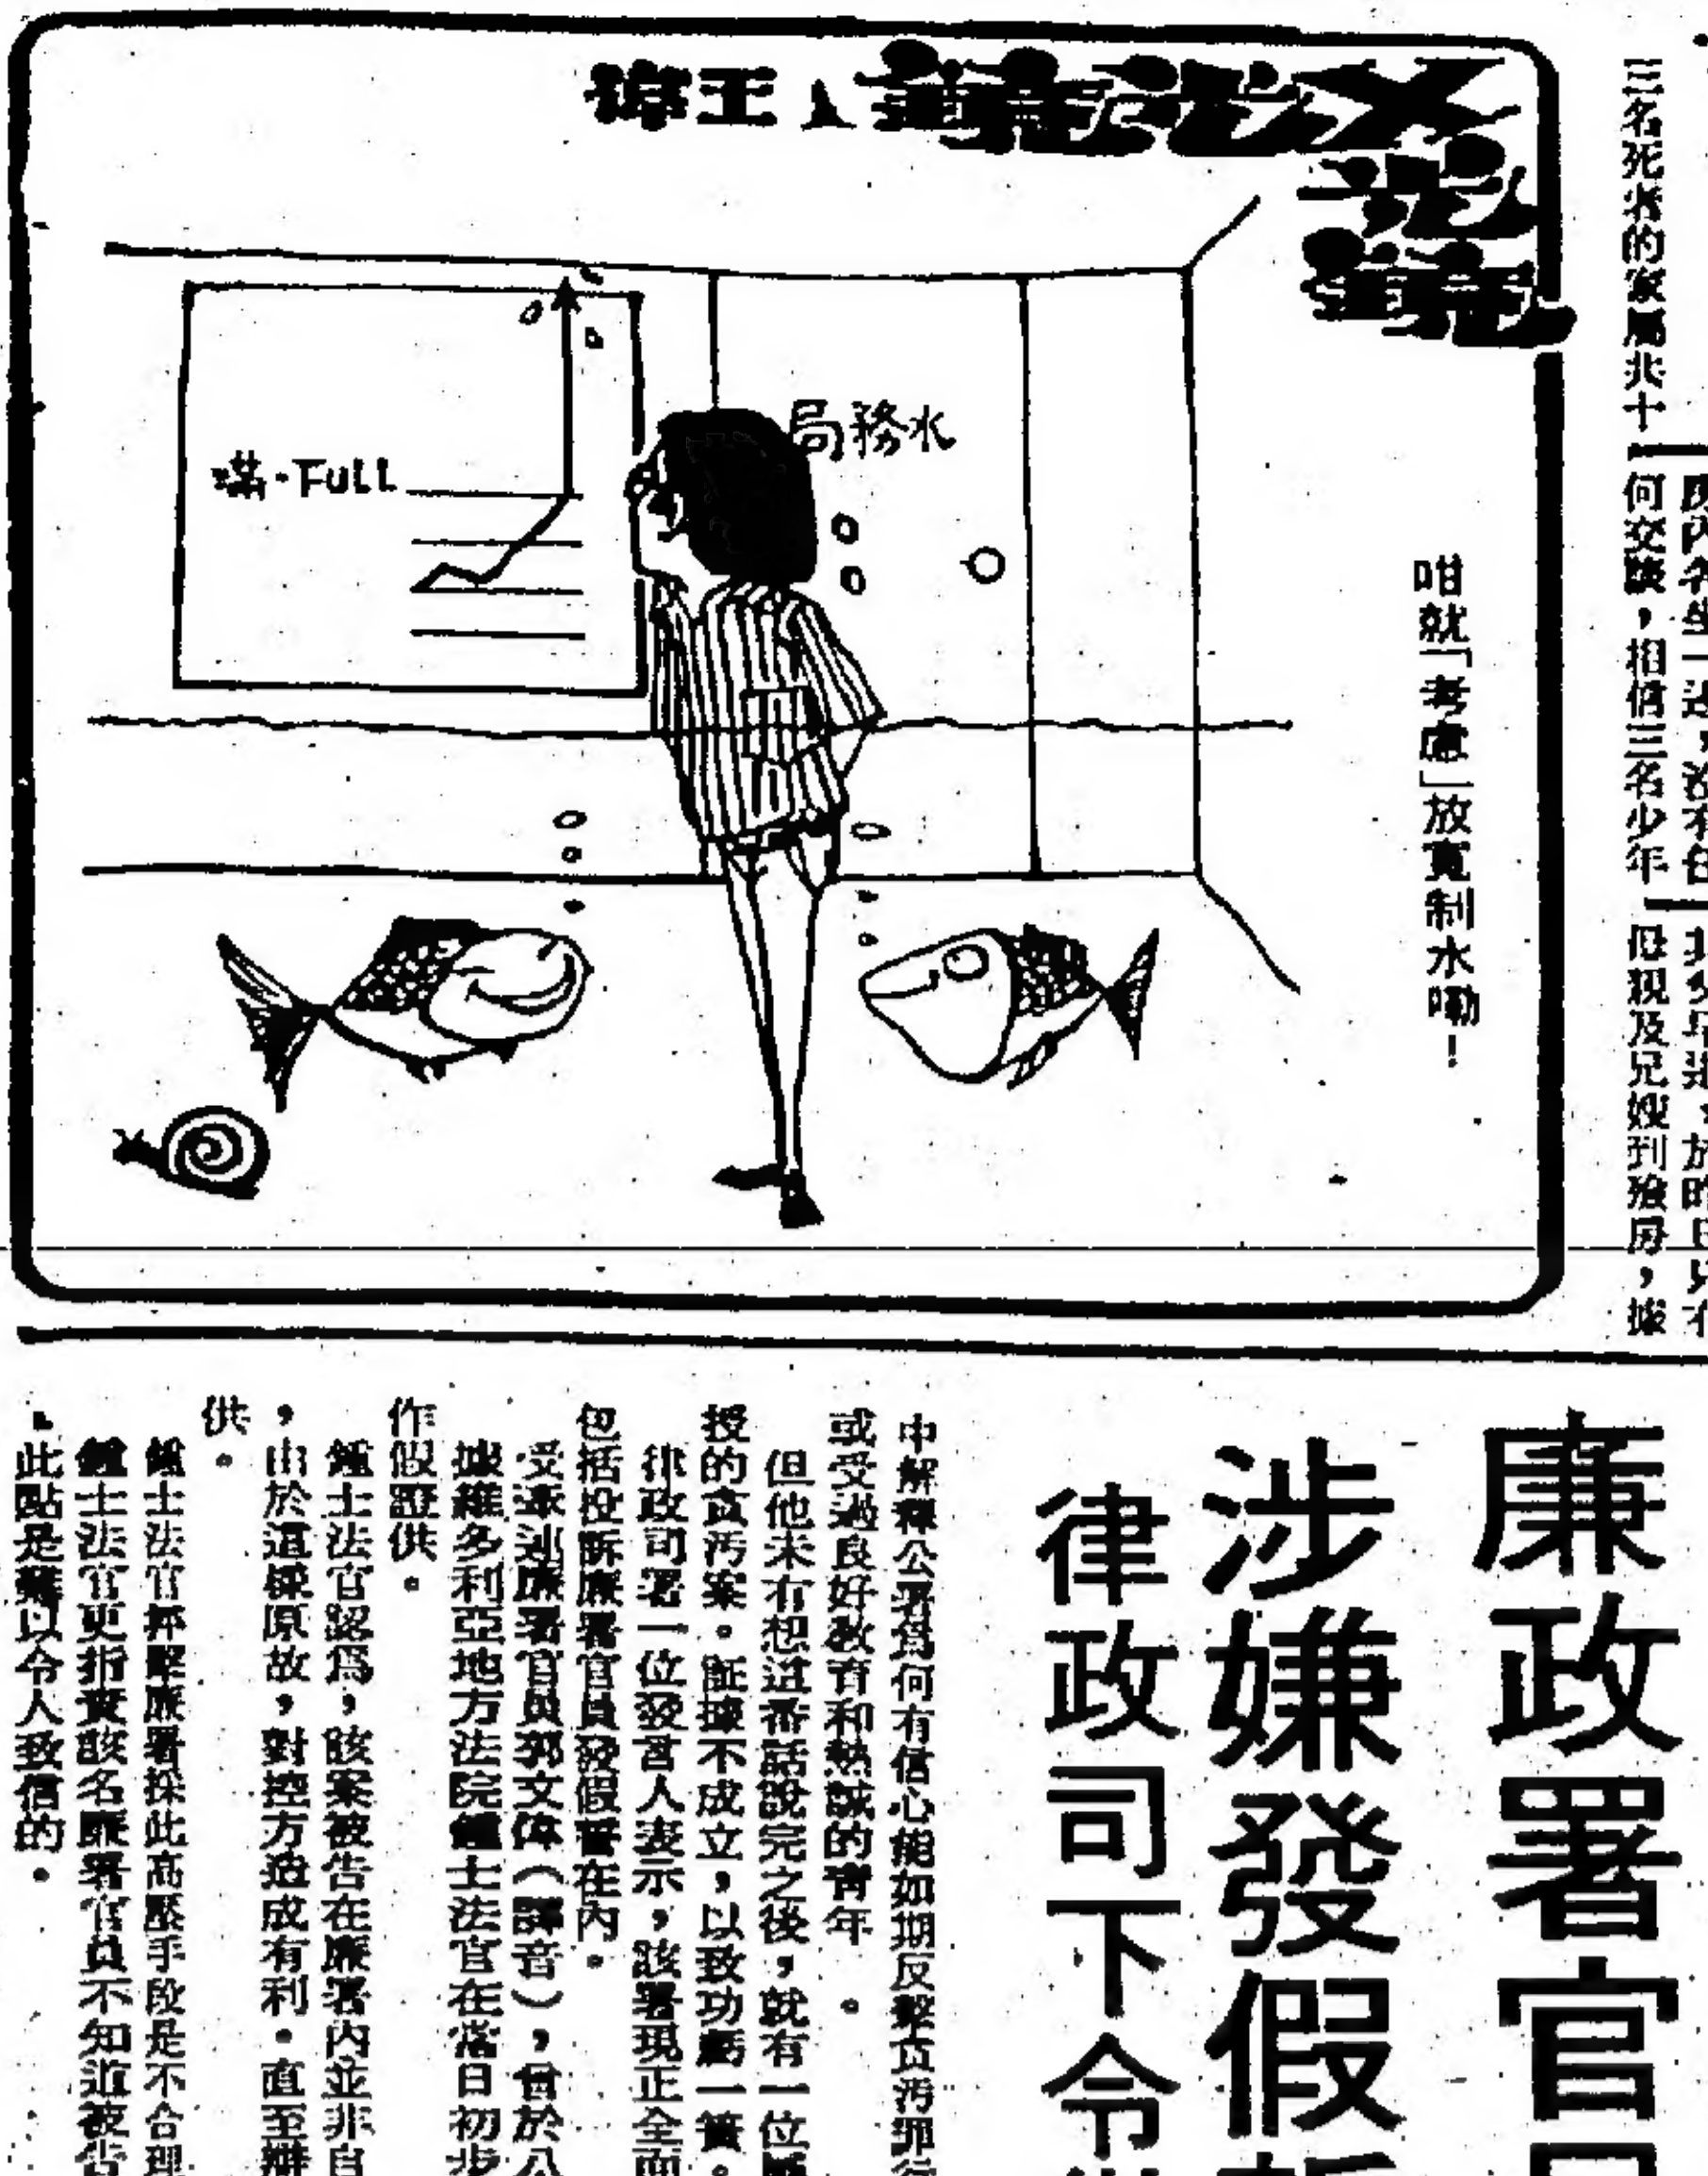 王
水務局
滿·FULL
咁就「考慮」放寬制水嘞！
三名死者的家屬共十
何交談，相信三名少年
母親及兄嫂到殮房，據
廉政署官
涉嫌發假
律政司下令
中解釋公署為何有信心能如期反擊貪汚罪行
或受過良好教育和熱誠的青年。
但他未有想這番話說完之後，就有一位
授的貪汚案。証據不成立，以致功虧一簣。
律政司署一位發言人表示，該署現正全面
包括投訴廉署官員發假誓在內。
受牽連廉署官員郭文偉（譯音），曾於公
據維多利亞地方法院鍾士法官在常日初步
作假證供。
鍾士法官認爲，該案被告在廉署內並非自
，由於這樣原故，對控方造成有利。直至辯
供。
鍾士法官抨擊廉署採此高壓手段是不合理
鍾士法官更指責該名廉署官員不知道被告
此點是難以令人致信的。